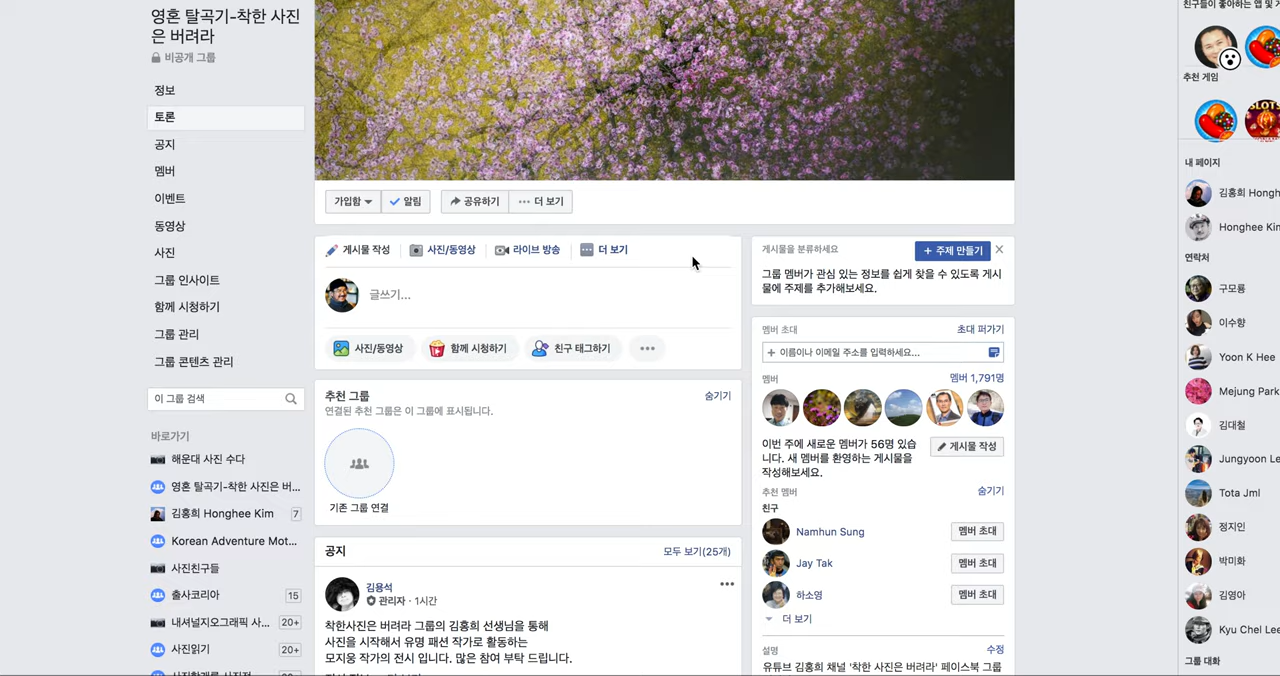 영혼 탈곡기-착한 사진
은 버려라
비공개 그룹
정보
토론
공지
멤버
이벤트
동영상
사진
그룹 인사이트
함께 시청하기
그룹 관리
그룹 콘텐츠 관리
이 그룹 검색
바로가기
해운대 사진 수다
영혼 탈곡기-착한 사진은 버...
김홍희 Honghee Kim 7
Korean Adventure Mot...
사진친구들
출사코리아 15
내셔널지오그래픽 사... 20+
사진읽기 20+
가입함 알림 공유하기 더 보기
게시물 작성 사진/동영상 라이브 방송 더 보기
글쓰기...
사진/동영상 함께 시청하기 친구 태그하기
추천 그룹 숨기기
연결된 추천 그룹은 이 그룹에 표시됩니다.
기존 그룹 연결
공지 모두 보기(25개)
김용석
관리자 · 1시간
착한사진은 버려라 그룹의 김홍희 선생님을 통해
사진을 시작해서 유명 패션 작가로 활동하는
모지웅 작가의 전시 입니다. 많은 참여 부탁 드립니다.
게시물을 분류하세요 + 주제 만들기
그룹 멤버가 관심 있는 정보를 쉽게 찾을 수 있도록 게시
물에 주제를 추가해보세요.
멤버 초대 초대 퍼가기
+ 이름이나 이메일 주소를 입력하세요...
멤버 멤버 1,791명
이번 주에 새로운 멤버가 56명 있습
니다. 새 멤버를 환영하는 게시물을
작성해보세요.
게시물 작성
추천 멤버 숨기기
친구
Namhun Sung 멤버 초대
Jay Tak 멤버 초대
하소영 멤버 초대
더 보기
설명 수정
유튜브 김홍희 채널 '착한 사진은 버려라' 페이스북 그룹
친구들이 좋아하는 앱 및
추천 게임
SLOTS
내 페이지
김홍희 Hongh
Honghee Kim
연락처
구모룡
이수향
Yoon K Hee
Mejung Park
김대철
Jungyoon Le
Tota Jml
정지인
박미화
김영아
Kyu Chel Lee
그룹 대화